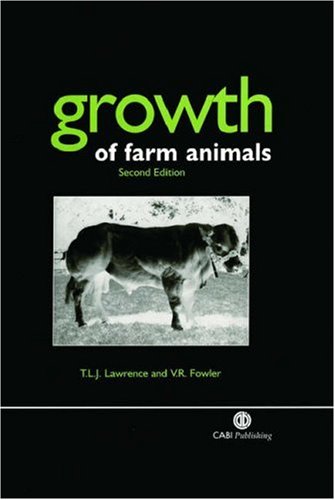 growth
of farm animals
Second Edition
T.L.J. Lawrence and V.R. Fowler
CABI Publishing